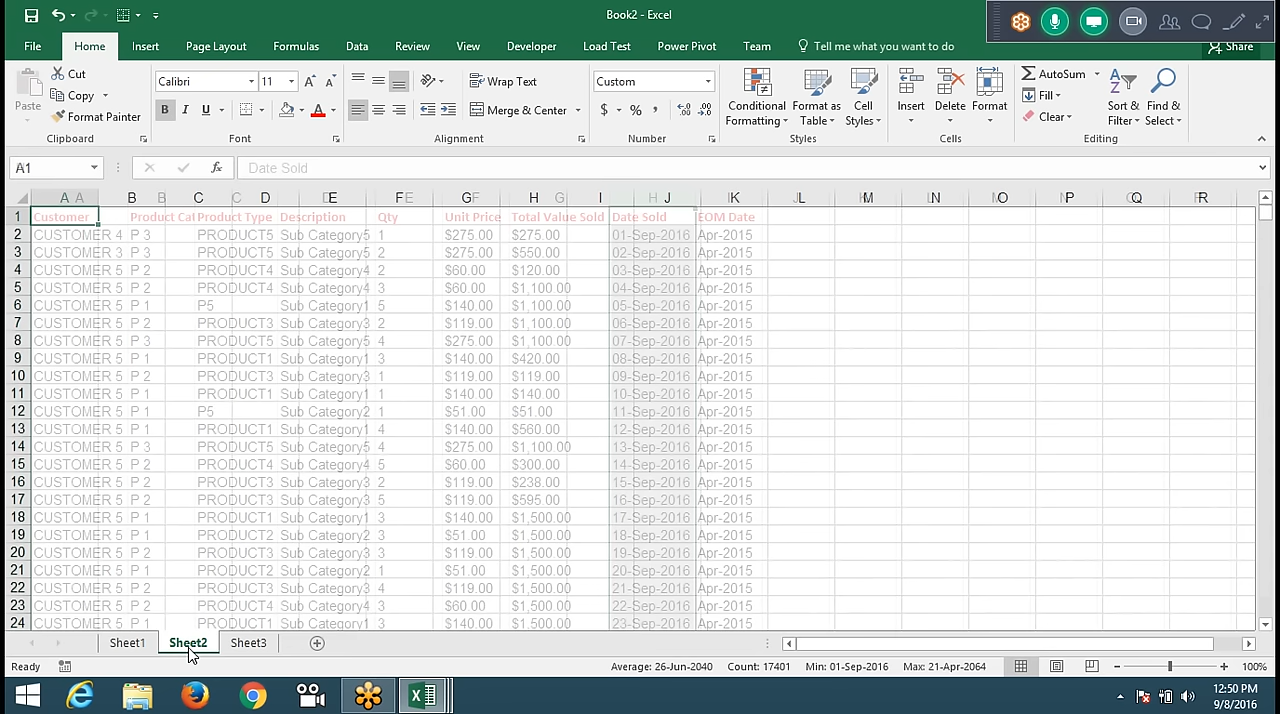 Book2 - Excel
File Home Insert Page Layout Formulas Data Review View Developer Load Test Power Pivot Team Tell me what you want to do Share
Paste Cut Copy Format Painter Clipboard
Calibri 11 B I U Font
Wrap Text Merge & Center Alignment
Custom $ % , Number
Conditional Formatting Format as Table Cell Styles Styles
Insert Delete Format Cells
AutoSum Fill Clear Sort & Filter Find & Select Editing
A1 fx Date Sold
A A B B C C D E F E G F H G I H J K L M N O P Q R
1 Customer Product Cat Product Type Description Qty Unit Price Total Value Sold Date Sold EOM Date
2 CUSTOMER 4 P 3 PRODUCT5 Sub Category5 1 $275.00 $275.00 01-Sep-2016 Apr-2015
3 CUSTOMER 3 P 3 PRODUCT5 Sub Category5 2 $275.00 $550.00 02-Sep-2016 Apr-2015
4 CUSTOMER 5 P 2 PRODUCT4 Sub Category4 2 $60.00 $120.00 03-Sep-2016 Apr-2015
5 CUSTOMER 5 P 2 PRODUCT4 Sub Category4 3 $60.00 $1,100.00 04-Sep-2016 Apr-2015
6 CUSTOMER 5 P 1 P5 Sub Category1 5 $140.00 $1,100.00 05-Sep-2016 Apr-2015
7 CUSTOMER 5 P 2 PRODUCT3 Sub Category3 2 $119.00 $1,100.00 06-Sep-2016 Apr-2015
8 CUSTOMER 5 P 3 PRODUCT5 Sub Category5 4 $275.00 $1,100.00 07-Sep-2016 Apr-2015
9 CUSTOMER 5 P 1 PRODUCT1 Sub Category1 3 $140.00 $420.00 08-Sep-2016 Apr-2015
10 CUSTOMER 5 P 2 PRODUCT3 Sub Category3 1 $119.00 $119.00 09-Sep-2016 Apr-2015
11 CUSTOMER 5 P 1 PRODUCT1 Sub Category1 1 $140.00 $140.00 10-Sep-2016 Apr-2015
12 CUSTOMER 5 P 1 P5 Sub Category2 1 $51.00 $51.00 11-Sep-2016 Apr-2015
13 CUSTOMER 5 P 1 PRODUCT1 Sub Category1 4 $140.00 $560.00 12-Sep-2016 Apr-2015
14 CUSTOMER 5 P 3 PRODUCT5 Sub Category5 4 $275.00 $1,100.00 13-Sep-2016 Apr-2015
15 CUSTOMER 5 P 2 PRODUCT4 Sub Category4 5 $60.00 $300.00 14-Sep-2016 Apr-2015
16 CUSTOMER 5 P 2 PRODUCT3 Sub Category3 2 $119.00 $238.00 15-Sep-2016 Apr-2015
17 CUSTOMER 5 P 2 PRODUCT3 Sub Category3 5 $119.00 $595.00 16-Sep-2016 Apr-2015
18 CUSTOMER 5 P 1 PRODUCT1 Sub Category1 3 $140.00 $1,500.00 17-Sep-2016 Apr-2015
19 CUSTOMER 5 P 1 PRODUCT2 Sub Category2 3 $51.00 $1,500.00 18-Sep-2016 Apr-2015
20 CUSTOMER 5 P 2 PRODUCT3 Sub Category3 3 $119.00 $1,500.00 19-Sep-2016 Apr-2015
21 CUSTOMER 5 P 1 PRODUCT2 Sub Category2 1 $51.00 $1,500.00 20-Sep-2016 Apr-2015
22 CUSTOMER 5 P 2 PRODUCT3 Sub Category3 4 $119.00 $1,500.00 21-Sep-2016 Apr-2015
23 CUSTOMER 5 P 2 PRODUCT4 Sub Category4 3 $60.00 $1,500.00 22-Sep-2016 Apr-2015
24 CUSTOMER 5 P 1 PRODUCT1 Sub Category1 3 $140.00 $1,500.00 23-Sep-2016 Apr-2015
Sheet1 Sheet2 Sheet3
Ready Average: 26-Jun-2040 Count: 17401 Min: 01-Sep-2016 Max: 21-Apr-2064 100%
12:50 PM
9/8/2016